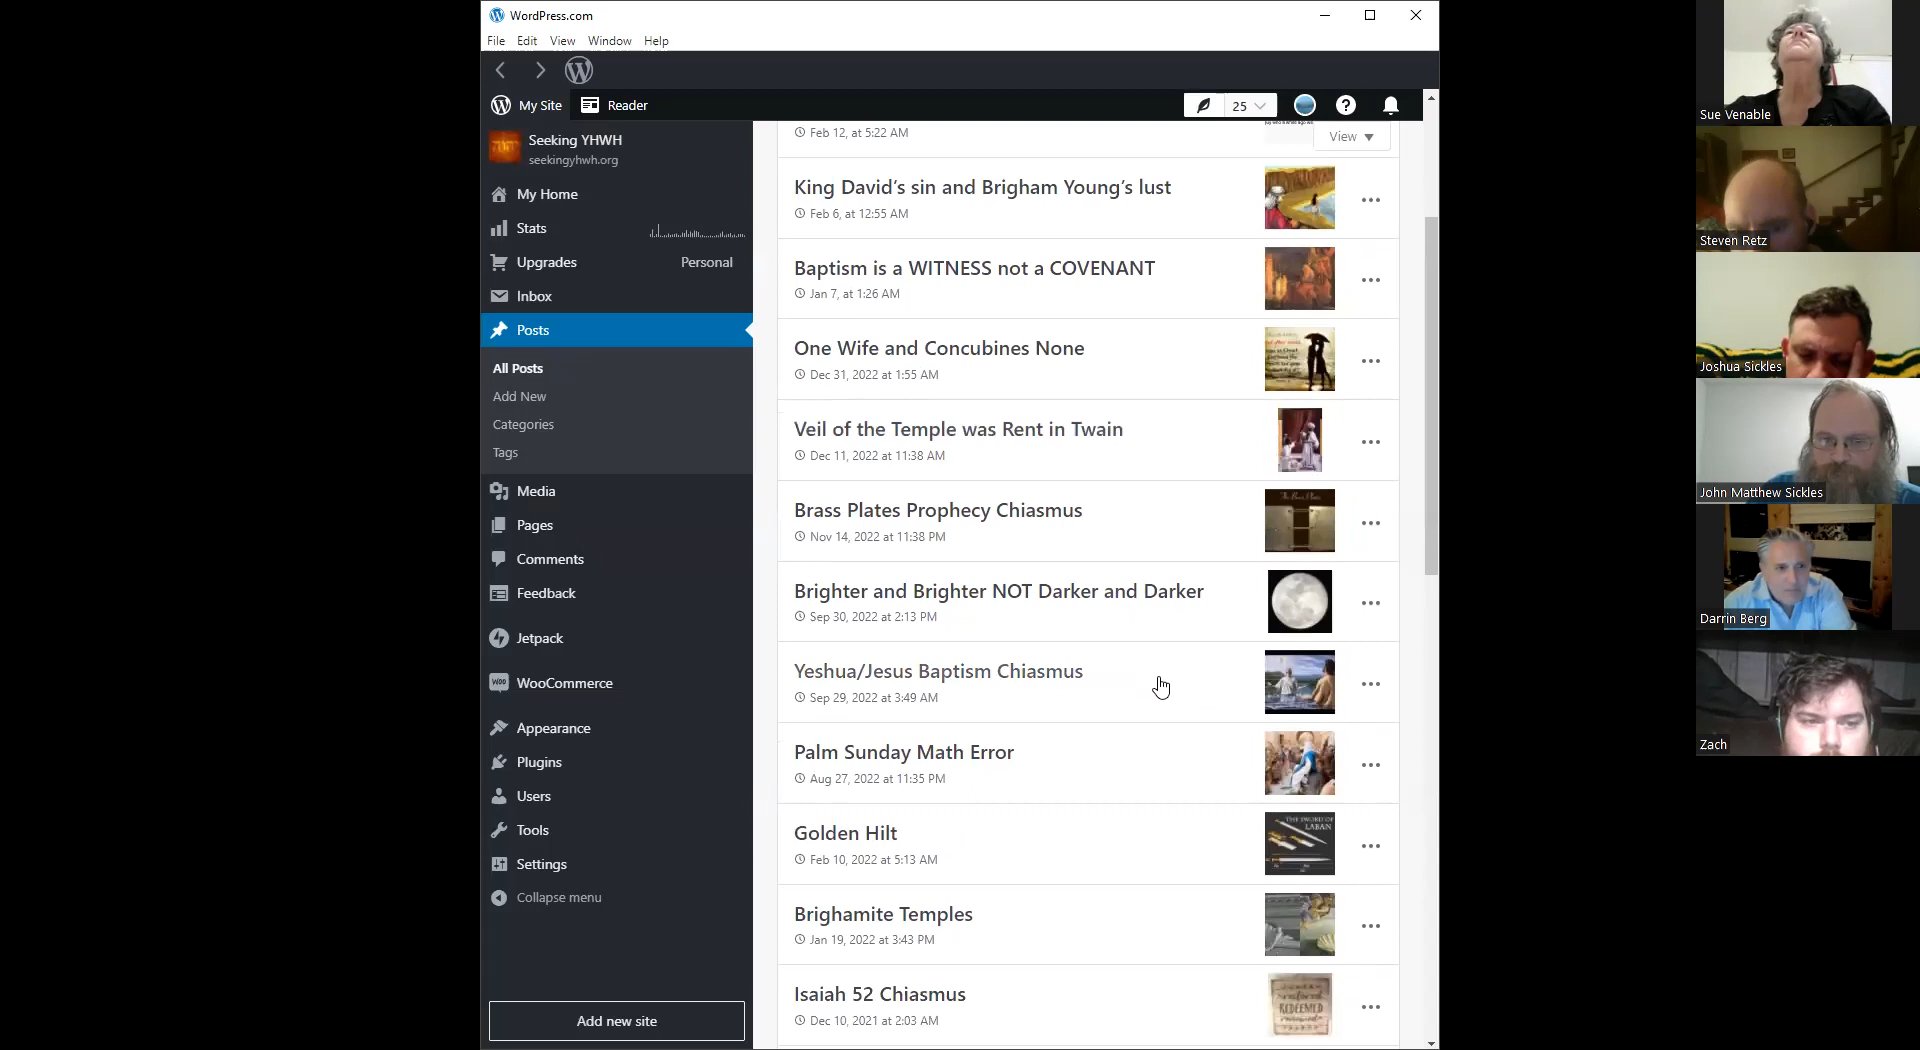 WordPress.com
File Edit View Window Help
My Site
Reader
25
Seeking YHWH
seekingyhwh.org
My Home
Stats
Upgrades Personal
Inbox
Posts
All Posts
Add New
Categories
Tags
Media
Pages
Comments
Feedback
Jetpack
WooCommerce
Appearance
Plugins
Users
Tools
Settings
Collapse menu
Add new site
Feb 12, at 5:22 AM
View
King David’s sin and Brigham Young’s lust
Feb 6, at 12:55 AM
Baptism is a WITNESS not a COVENANT
Jan 7, at 1:26 AM
One Wife and Concubines None
Dec 31, 2022 at 1:55 AM
Veil of the Temple was Rent in Twain
Dec 11, 2022 at 11:38 AM
Brass Plates Prophecy Chiasmus
Nov 14, 2022 at 11:38 PM
Brighter and Brighter NOT Darker and Darker
Sep 30, 2022 at 2:13 PM
Yeshua/Jesus Baptism Chiasmus
Sep 29, 2022 at 3:49 AM
Palm Sunday Math Error
Aug 27, 2022 at 11:35 PM
Golden Hilt
Feb 10, 2022 at 5:13 AM
THE SWORD OF
LABAN
Brighamite Temples
Jan 19, 2022 at 3:43 PM
Isaiah 52 Chiasmus
Dec 10, 2021 at 2:03 AM
REDEEMED
Sue Venable
Steven Retz
Joshua Sickles
John Matthew Sickles
Darrin Berg
Zach